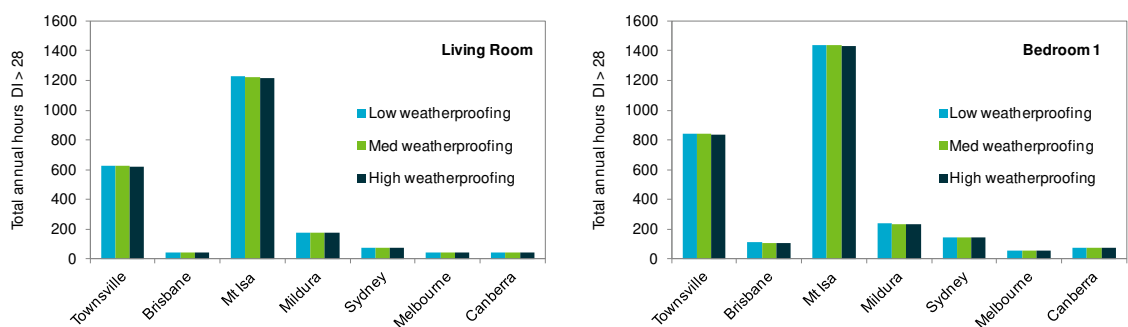 1600
1400
1200
1000
800
600
400
200
0
Total annual hours DI > 28
Living Room
Low weatherproofing
Med weatherproofing
High weatherproofing
Townsville
Brisbane
Mt Isa
Mildura
Sydney
Melbourne
Canberra
1600
1400
1200
1000
800
600
400
200
0
Total annual hours DI > 28
Bedroom 1
Low weatherproofing
Med weatherproofing
High weatherproofing
Townsville
Brisbane
Mt Isa
Mildura
Sydney
Melbourne
Canberra